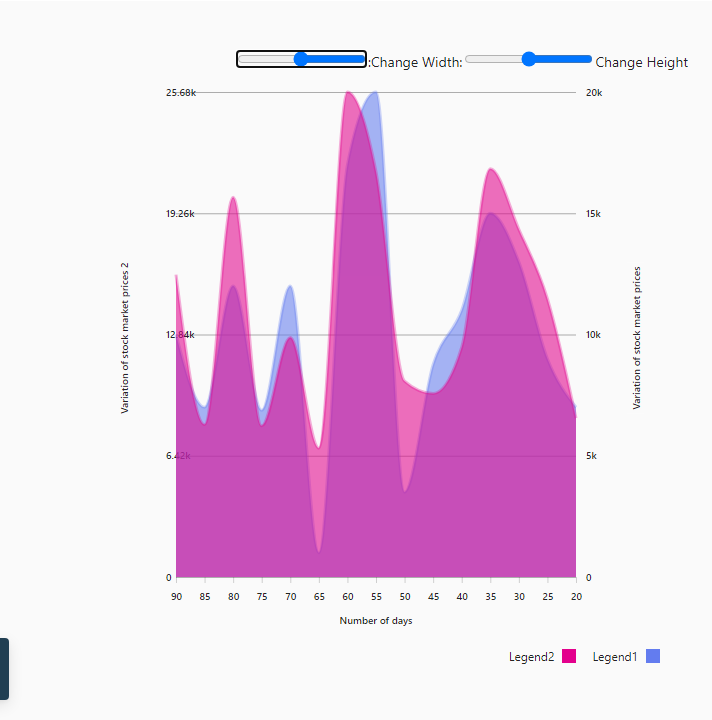 :Change Width: Change Height
25.68k 20k
19.26k 15k
12.84k 10k
6.42k 5k
0 0
Variation of stock market prices 2
Variation of stock market prices
90 85 80 75 70 65 60 55 50 45 40 35 30 25 20
Number of days
Legend2 Legend1